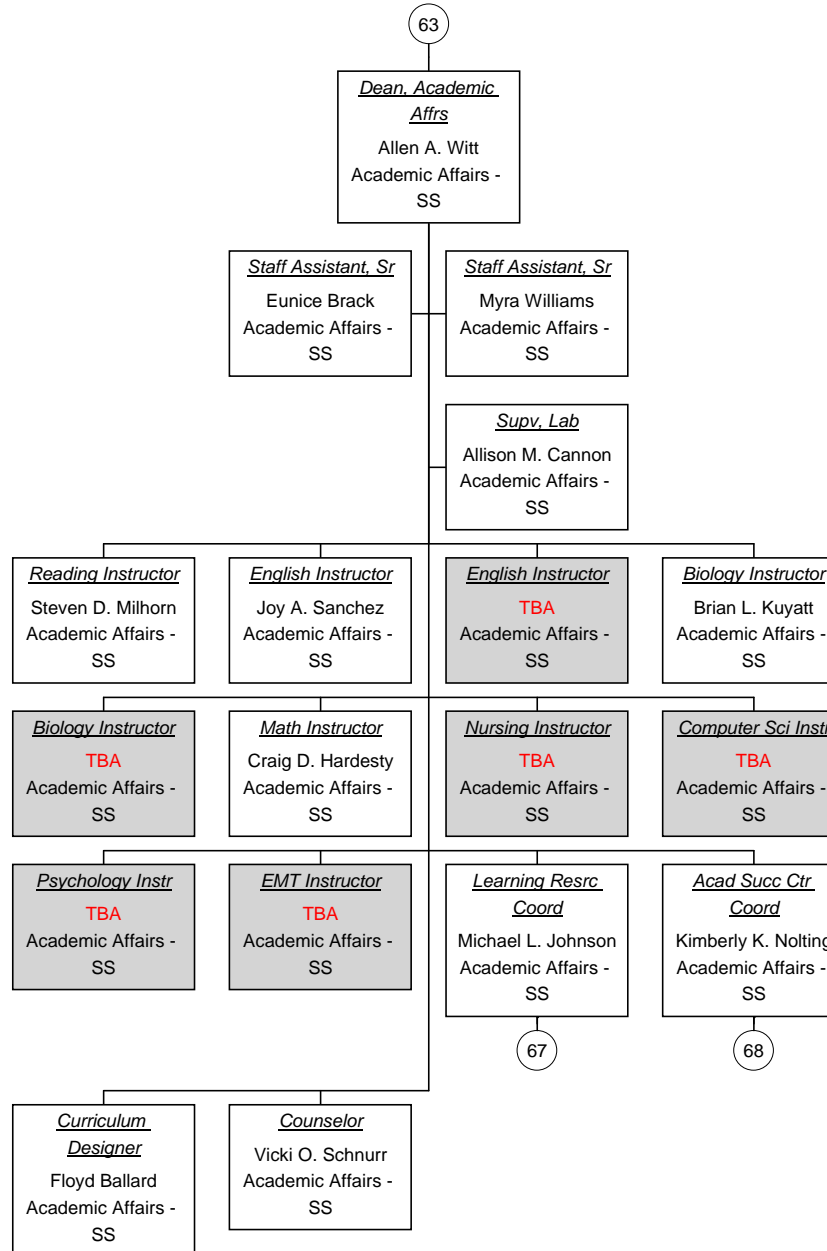 63
Dean, Academic
Affrs
Allen A. Witt
Academic Affairs -
SS
Staff Assistant, Sr
Eunice Brack
Academic Affairs -
SS
Staff Assistant, Sr
Myra Williams
Academic Affairs -
SS
Supv, Lab
Allison M. Cannon
Academic Affairs -
SS
Reading Instructor
Steven D. Milhorn
Academic Affairs -
SS
English Instructor
Joy A. Sanchez
Academic Affairs -
SS
English Instructor
TBA
Academic Affairs -
SS
Biology Instructor
Brian L. Kuyatt
Academic Affairs -
SS
Biology Instructor
TBA
Academic Affairs -
SS
Math Instructor
Craig D. Hardesty
Academic Affairs -
SS
Nursing Instructor
TBA
Academic Affairs -
SS
Computer Sci Inst
TBA
Academic Affairs -
SS
Psychology Instr
TBA
Academic Affairs -
SS
EMT Instructor
TBA
Academic Affairs -
SS
Learning Resrc
Coord
Michael L. Johnson
Academic Affairs -
SS
67
Acad Succ Ctr
Coord
Kimberly K. Nolting
Academic Affairs -
SS
68
Curriculum
Designer
Floyd Ballard
Academic Affairs -
SS
Counselor
Vicki O. Schnurr
Academic Affairs -
SS